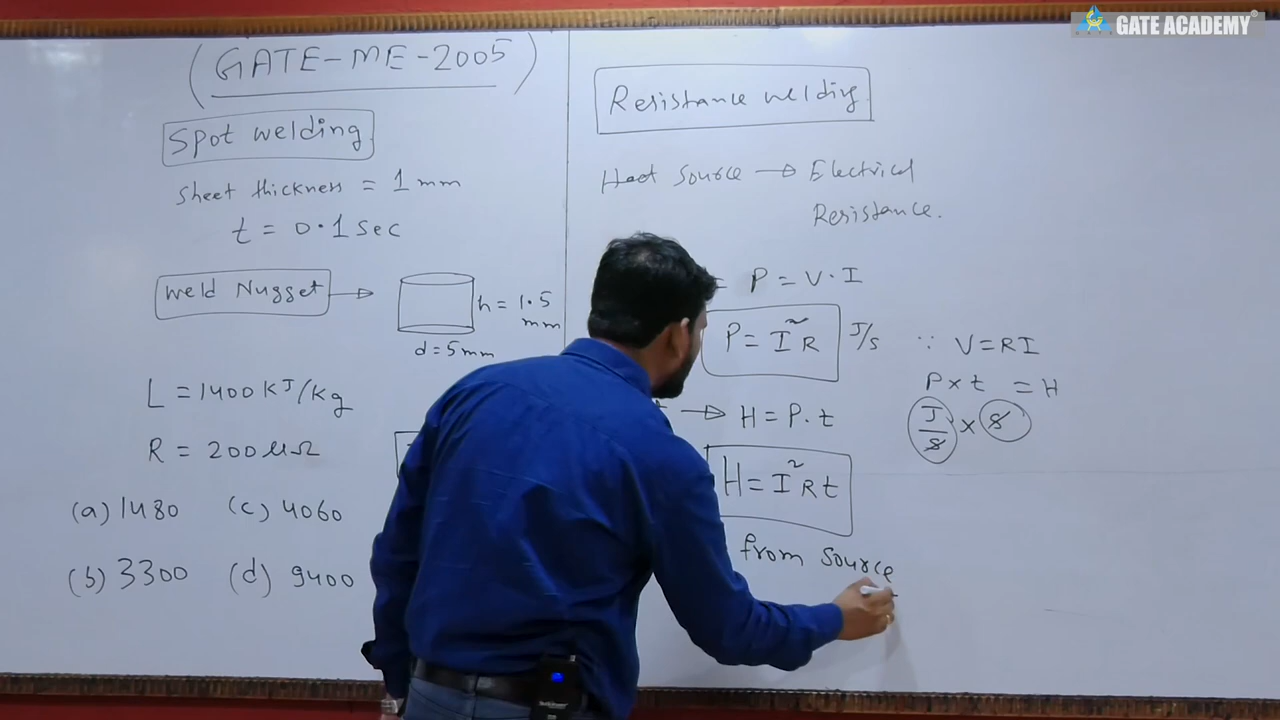 GATE ACADEMY
(GATE-ME-2005)
Spot welding
Sheet thickness = 1 mm
t = 0.1 Sec
Weld Nugget →
h = 1.5
mm
d = 5mm
L = 1400 KJ/Kg
R = 200 μΩ
(a) 1480 (c) 4060
(b) 3300 (d) 9400
Resistance welding
Heat Source → Electrical
Resistance.
= P = V·I
P = I²R J/s ∵ V = RI
P x t = H
→ H = P.t
J/s x s
H = I²Rt
from source